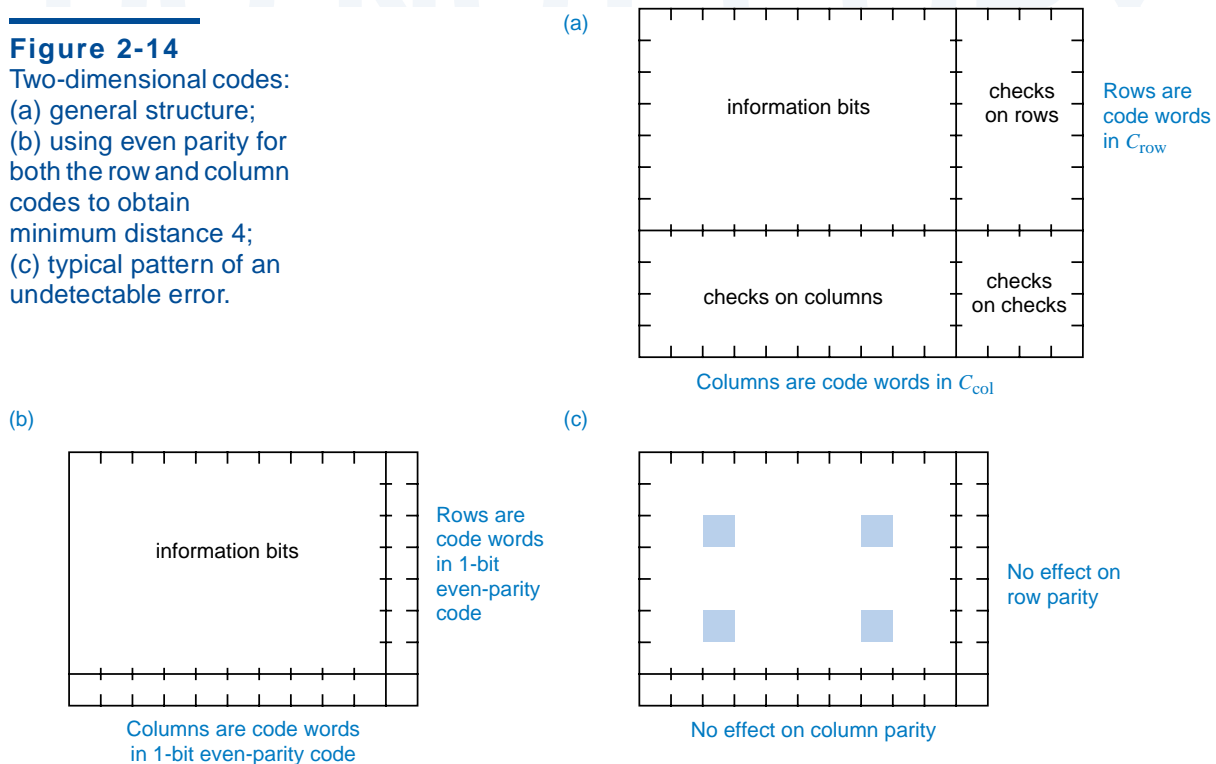 Figure 2-14
Two-dimensional codes:
(a) general structure;
(b) using even parity for
both the row and column
codes to obtain
minimum distance 4;
(c) typical pattern of an
undetectable error.
(a)
information bits
checks
on rows
Rows are
code words
in Crow
checks on columns
checks
on checks
Columns are code words in Ccol
(b)
information bits
Rows are
code words
in 1-bit
even-parity
code
Columns are code words
in 1-bit even-parity code
(c)
No effect on
row parity
No effect on column parity